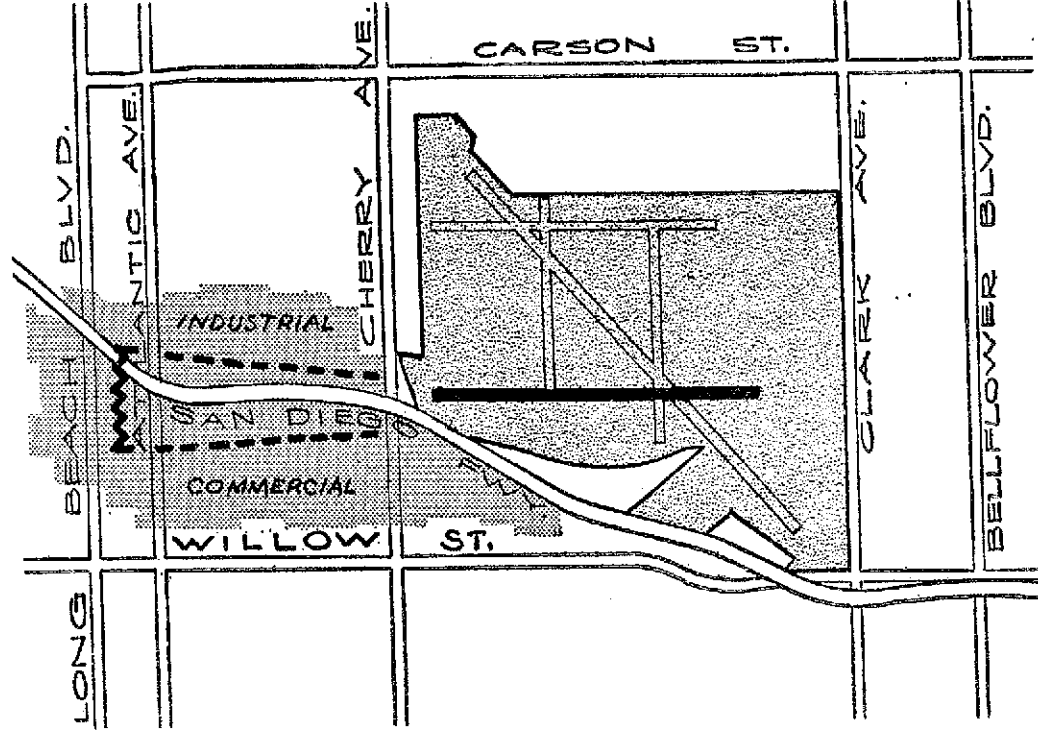 CARSON ST.
LONG BEACH BLVD.
ATLANTIC AVE.
CHERRY AVE.
CLARK AVE.
BELLFLOWER BLVD.
INDUSTRIAL
SAN DIEGO FWY.
COMMERCIAL
WILLOW ST.